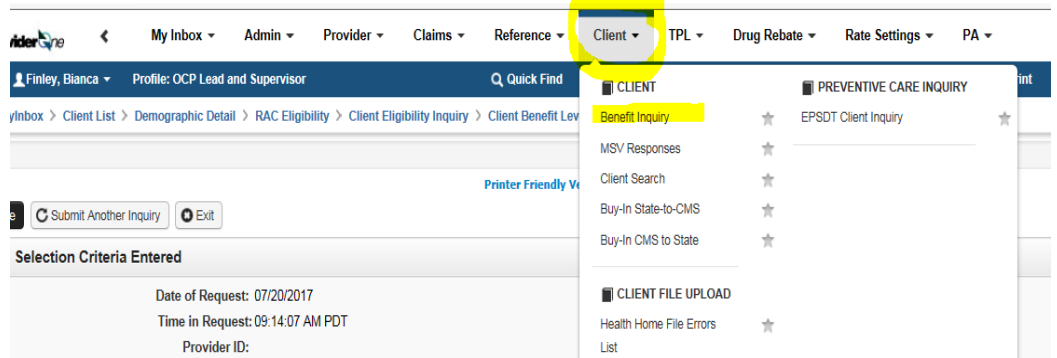 My Inbox Admin Provider Claims Reference Client TPL Drug Rebate Rate Settings PA
Finley, Bianca Profile: OCP Lead and Supervisor Quick Find
Client List > Demographic Detail > RAC Eligibility > Client Eligibility Inquiry > Client Benefit Lev
CLIENT
Benefit Inquiry
MSV Responses
Client Search
Buy-In State-to-CMS
Buy-In CMS to State
CLIENT FILE UPLOAD
Health Home File Errors
List
PREVENTIVE CARE INQUIRY
EPSDT Client Inquiry
Printer Friendly Ve
Submit Another Inquiry Exit
Selection Criteria Entered
Date of Request: 07/20/2017
Time in Request: 09:14:07 AM PDT
Provider ID: